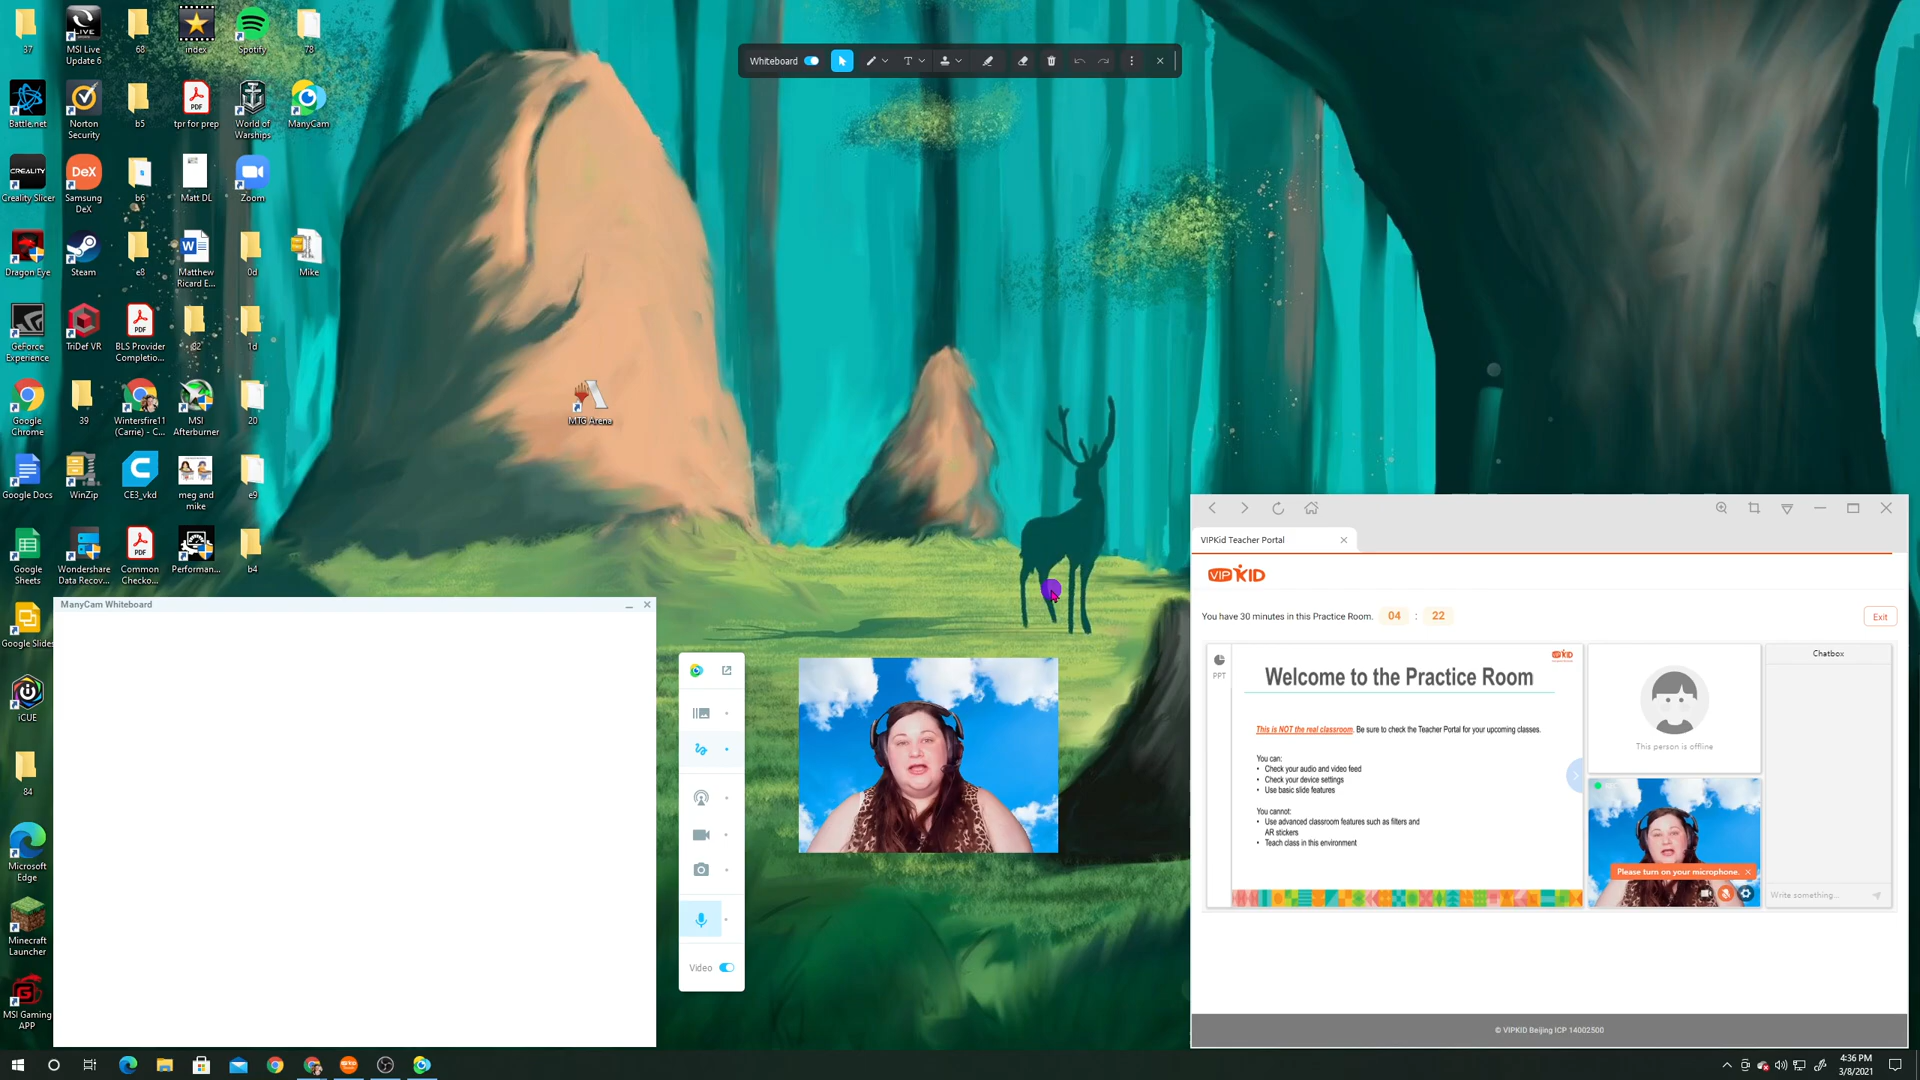 37
MSI Live
Update 6
68
index
Spotify
78
Battle.net
Norton
Security
b5
tpr for prep
World of
Warships
ManyCam
Creality Slicer
Samsung
DeX
b6
Matt DL
Zoom
Dragon Eye
Steam
e8
Matthew
Ricard E...
0d
Mike
GeForce
Experience
TriDef VR
BLS Provider
Completio...
32
1d
Google
Chrome
39
Wintersfire11
(Carrie) - C...
MSI
Afterburner
20
Google Docs
WinZip
CE3_vkd
meg and
mike
e9
Google
Sheets
Wondershare
Data Recov...
Common
Checko...
Performan...
b4
Google Slides
iCUE
84
Microsoft
Edge
Minecraft
Launcher
MSI Gaming
APP
MTG Arena
Whiteboard
ManyCam Whiteboard
Video
VIPKid Teacher Portal
VIPKID
You have 30 minutes in this Practice Room. 04 : 22
Exit
PPT
Welcome to the Practice Room
This is NOT the real classroom. Be sure to check the Teacher Portal for your upcoming classes.
You can:
• Check your audio and video feed
• Check your device settings
• Use basic slide features
You cannot:
• Use advanced classroom features such as filters and
AR stickers
• Teach class in this environment
This person is offline
Please turn on your microphone.
Chatbox
Write something...
© VIPKID Beijing ICP 14002500
4:36 PM
3/8/2021